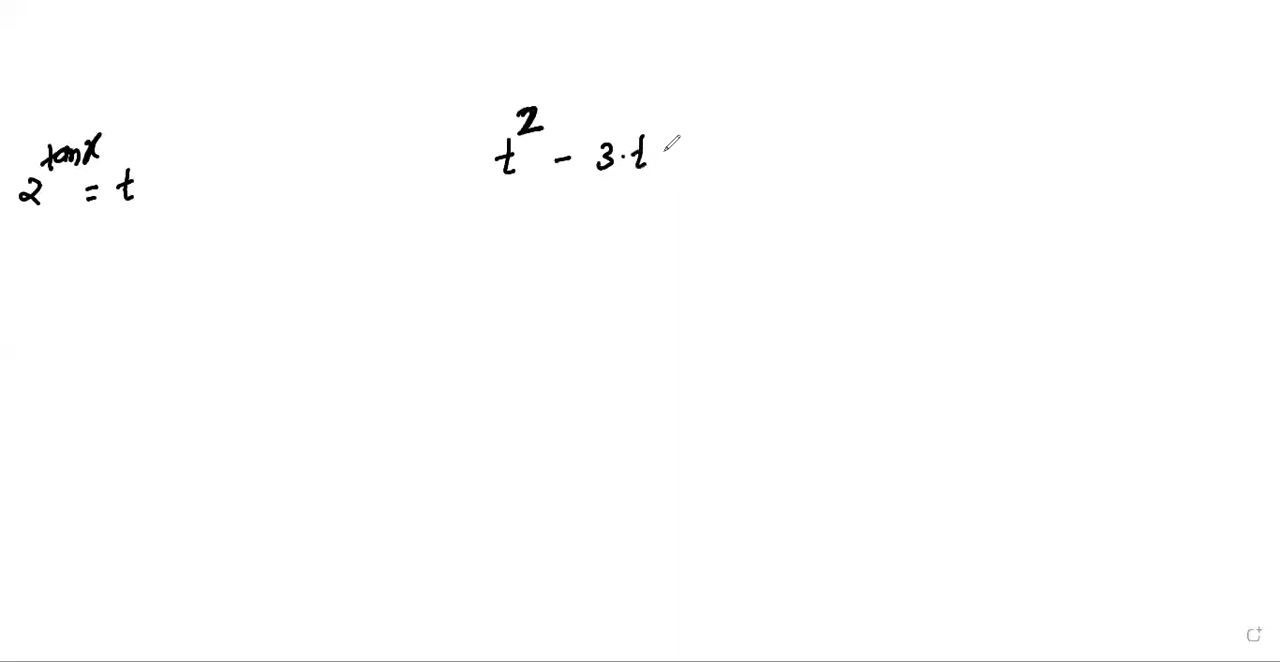 2^tanx = t
t^2 - 3·t